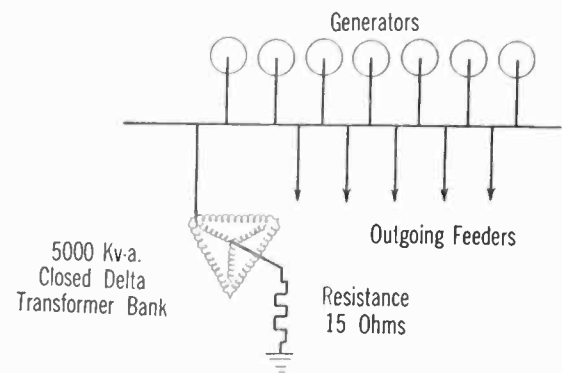 Generators
Outgoing Feeders
5000 Kv-a.
Closed Delta
Transformer Bank
Resistance
15 Ohms